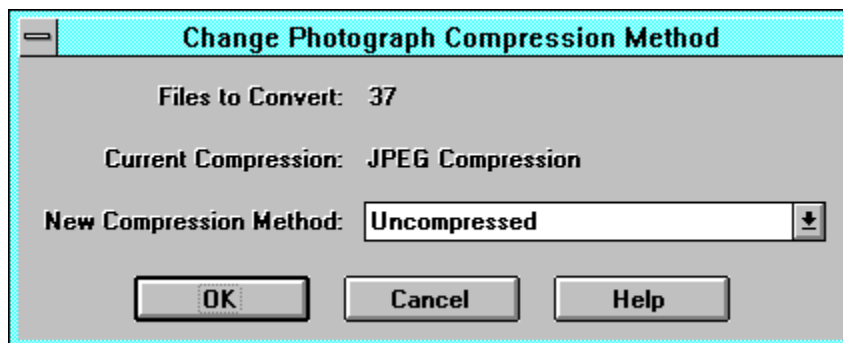 Change Photograph Compression Method
Files to Convert: 37
Current Compression: JPEG Compression
New Compression Method: Uncompressed
OK Cancel Help